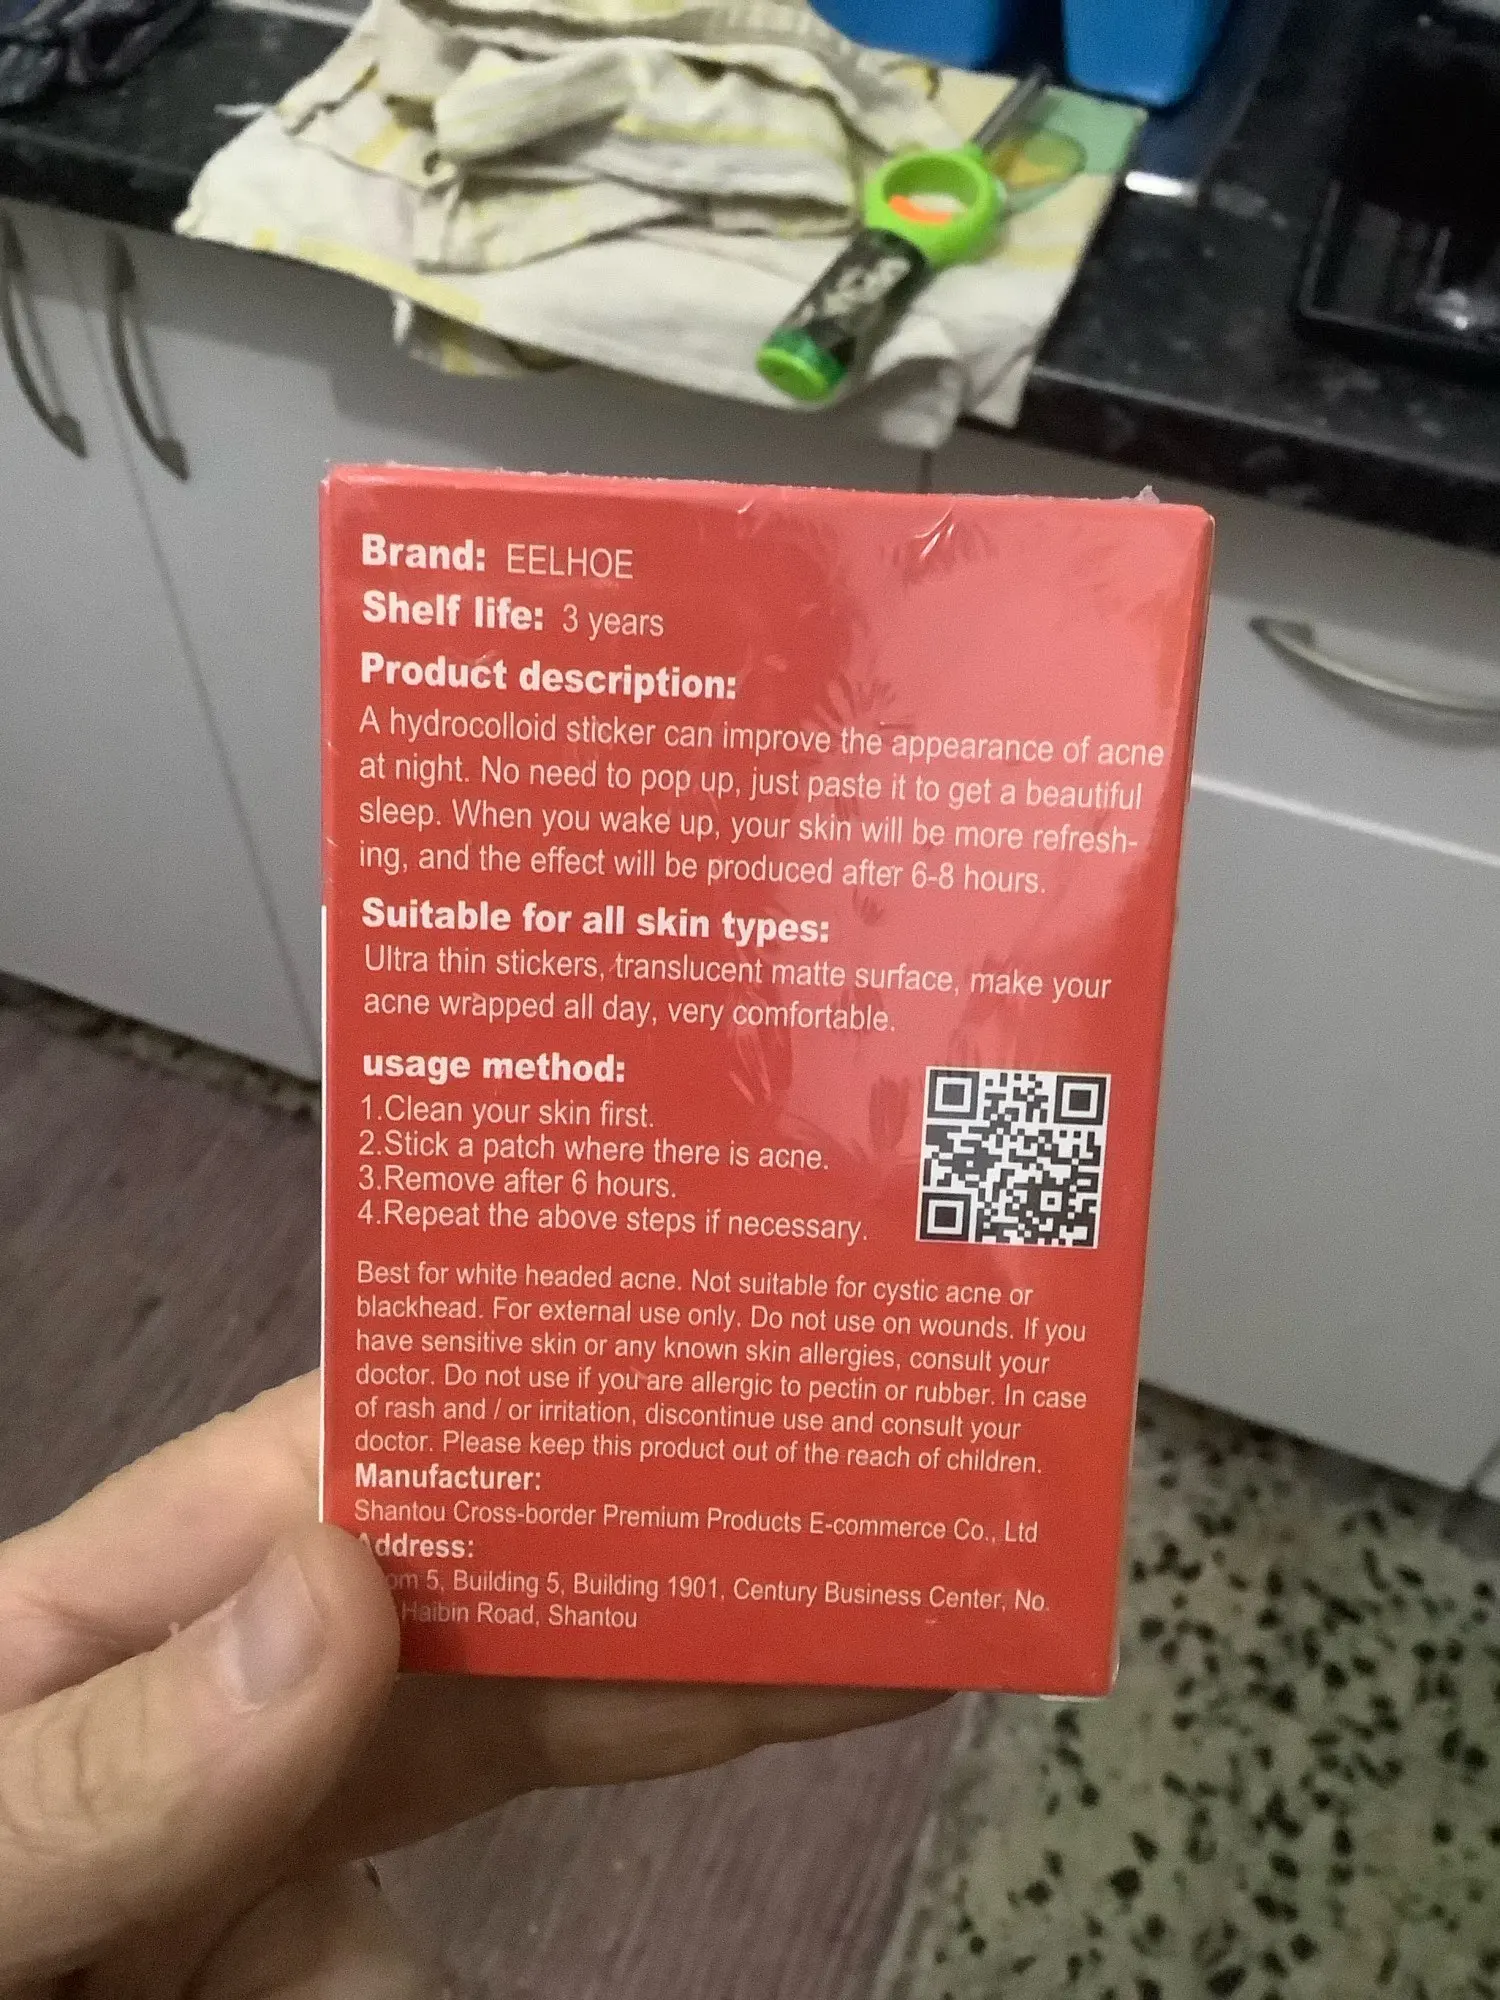 Brand: EELHOE
Shelf life: 3 years
Product description:
A hydrocolloid sticker can improve the appearance of acne
at night. No need to pop up, just paste it to get a beautiful
sleep. When you wake up, your skin will be more refresh-
ing, and the effect will be produced after 6-8 hours.
Suitable for all skin types:
Ultra thin stickers, translucent matte surface, make your
acne wrapped all day, very comfortable.
usage method:
1.Clean your skin first.
2.Stick a patch where there is acne.
3.Remove after 6 hours.
4.Repeat the above steps if necessary.
Best for white headed acne. Not suitable for cystic acne or
blackhead. For external use only. Do not use on wounds. If you
have sensitive skin or any known skin allergies, consult your
doctor. Do not use if you are allergic to pectin or rubber. In case
of rash and / or irritation, discontinue use and consult your
doctor. Please keep this product out of the reach of children.
Manufacturer:
Shantou Cross-border Premium Products E-commerce Co., Ltd
Address:
5, Building 5, Building 1901, Century Business Center, No.
Haibin Road, Shantou